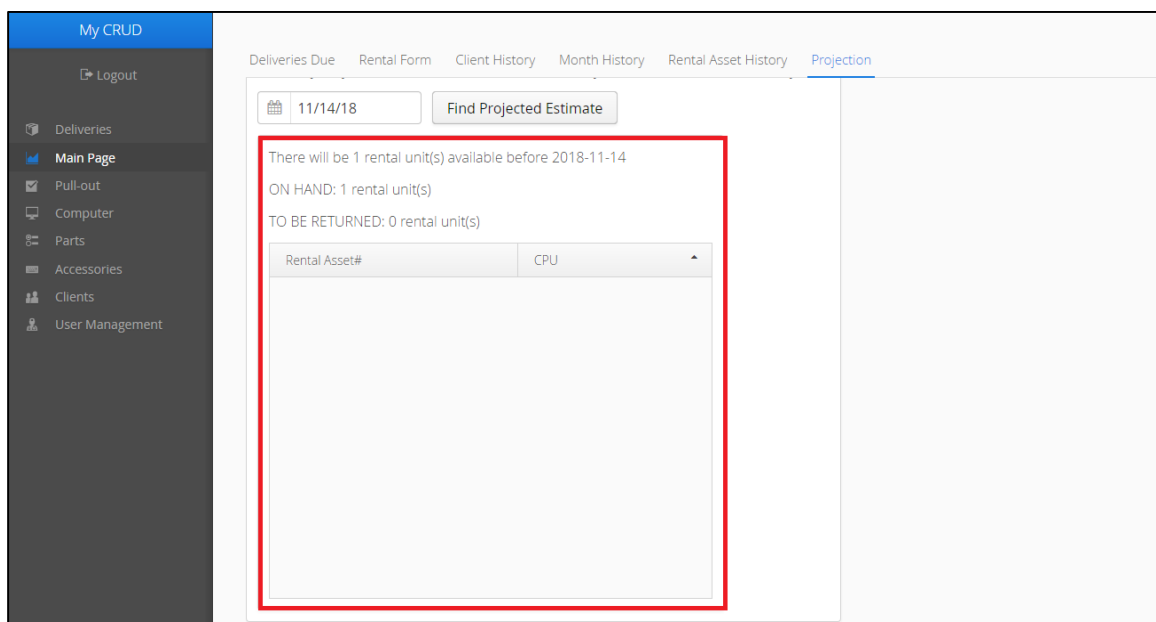 My CRUD
Logout
Deliveries
Main Page
Pull-out
Computer
Parts
Accessories
Clients
User Management
Deliveries Due Rental Form Client History Month History Rental Asset History Projection
11/14/18 Find Projected Estimate
There will be 1 rental unit(s) available before 2018-11-14
ON HAND: 1 rental unit(s)
TO BE RETURNED: 0 rental unit(s)
Rental Asset# CPU